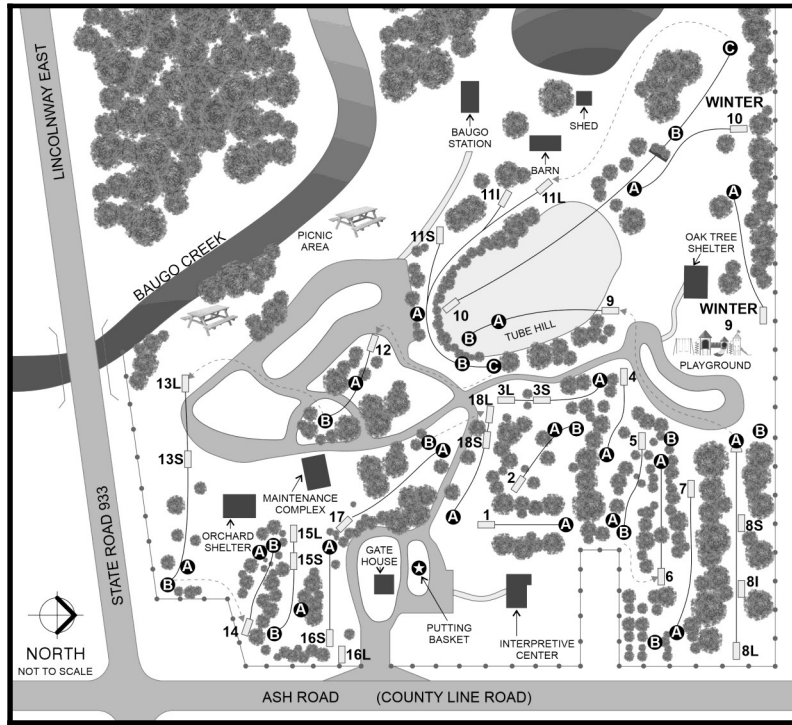 LINCOLNWAY EAST
STATE ROAD 933
BAUGO CREEK
PICNIC
AREA
BAUGO
STATION
SHED
BARN
C
WINTER
10
B
A
A
OAK TREE
SHELTER
WINTER
9
PLAYGROUND
11I
11L
11S
A
10
9
A
B
TUBE HILL
B
C
12
A
B
13L
13S
A
B
18L
18S
A
3L
3S
A
4
A
2
A
B
1
A
5
A
B
B
A
6
7
A
B
A
B
8S
8I
8L
17
B
A
MAINTENANCE
COMPLEX
ORCHARD
SHELTER
14
A
B
15L
15S
A
B
A
16S
16L
GATE
HOUSE
PUTTING
BASKET
INTERPRETIVE
CENTER
NORTH
NOT TO SCALE
ASH ROAD (COUNTY LINE ROAD)